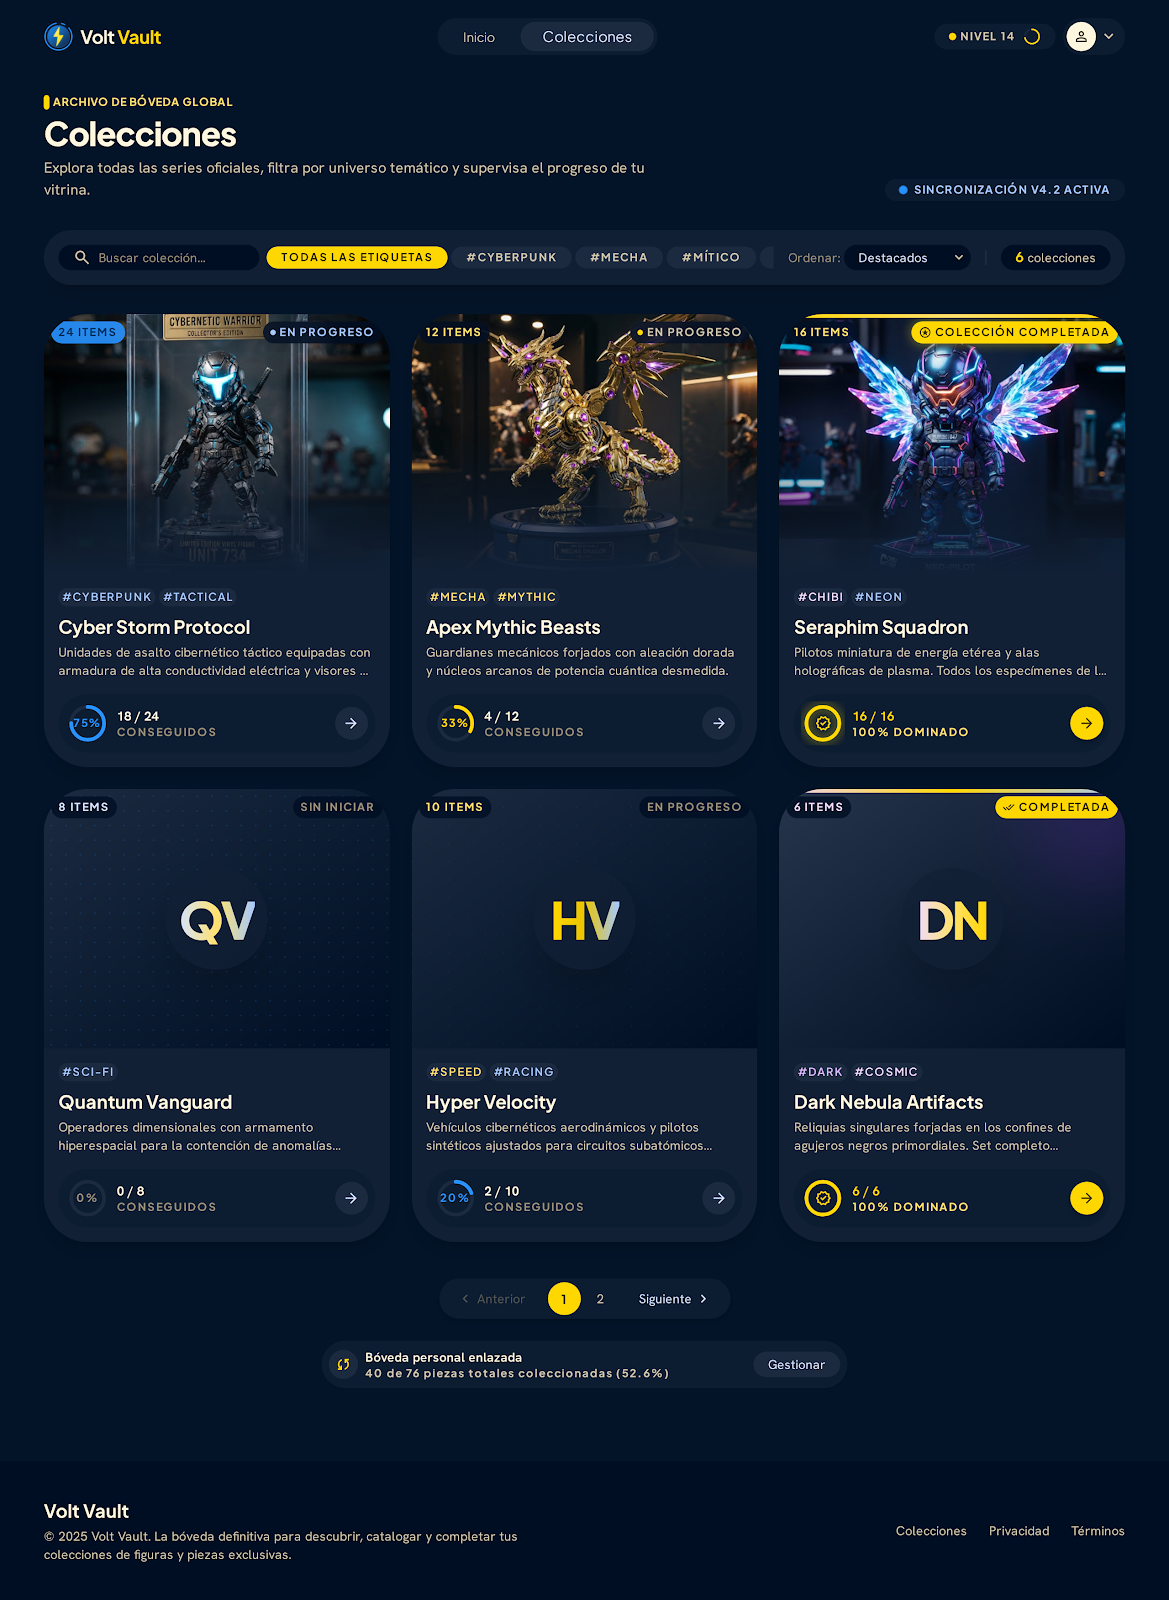 Volt Vault
Inicio
Colecciones
NIVEL 14
ARCHIVO DE BÓVEDA GLOBAL
Colecciones
Explora todas las series oficiales, filtra por universo temático y supervisa el progreso de tu
vitrina.
SINCRONIZACIÓN V4.2 ACTIVA
Buscar colección...
TODAS LAS ETIQUETAS
#CYBERPUNK
#MECHA
#MÍTICO
Ordenar:
Destacados
6 colecciones
24 ITEMS
CYBERNETIC WARRIOR
COLLECTOR'S EDITION
EN PROGRESO
UNIT 734
12 ITEMS
EN PROGRESO
16 ITEMS
COLECCIÓN COMPLETADA
#CYBERPUNK #TACTICAL
Cyber Storm Protocol
Unidades de asalto cibernético táctico equipadas con
armadura de alta conductividad eléctrica y visores ...
75%
18 / 24
CONSEGUIDOS
#MECHA #MYTHIC
Apex Mythic Beasts
Guardianes mecánicos forjados con aleación dorada
y núcleos arcanos de potencia cuántica desmedida.
33%
4 / 12
CONSEGUIDOS
#CHIBI #NEON
Seraphim Squadron
Pilotos miniatura de energía etérea y alas
holográficas de plasma. Todos los especímenes de l...
16 / 16
100% DOMINADO
8 ITEMS
SIN INICIAR
QV
10 ITEMS
EN PROGRESO
HV
6 ITEMS
COMPLETADA
DN
#SCI-FI
Quantum Vanguard
Operadores dimensionales con armamento
hiperespacial para la contención de anomalías...
0%
0 / 8
CONSEGUIDOS
#SPEED #RACING
Hyper Velocity
Vehículos cibernéticos aerodinámicos y pilotos
sintéticos ajustados para circuitos subatómicos...
20%
2 / 10
CONSEGUIDOS
#DARK #COSMIC
Dark Nebula Artifacts
Reliquias singulares forjadas en los confines de
agujeros negros primordiales. Set completo...
6 / 6
100% DOMINADO
Anterior
1
2
Siguiente
Bóveda personal enlazada
40 de 76 piezas totales coleccionadas (52.6%)
Gestionar
Volt Vault
© 2025 Volt Vault. La bóveda definitiva para descubrir, catalogar y completar tus
colecciones de figuras y piezas exclusivas.
Colecciones
Privacidad
Términos